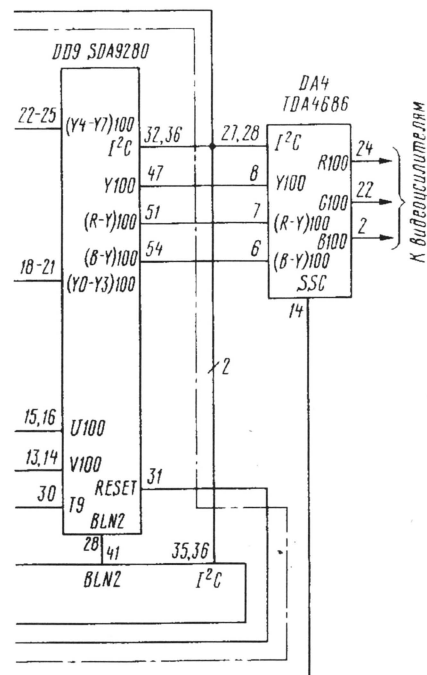 DD9 SDA9280
DA4
TDA4686
22-25
(Y4-Y7)100
I²C
32,36
27,28
I²C
R100
24
Y100
47
8
Y100
G100
22
(R-Y)100
51
7
(R-Y)100
B100
2
(B-Y)100
54
6
(B-Y)100
18-21
(Y0-Y3)100
SSC
14
К видеоусилителям
2
15,16
U100
13,14
V100
RESET
31
30
T9
BLN2
28
41
35,36
BLN2
I²C